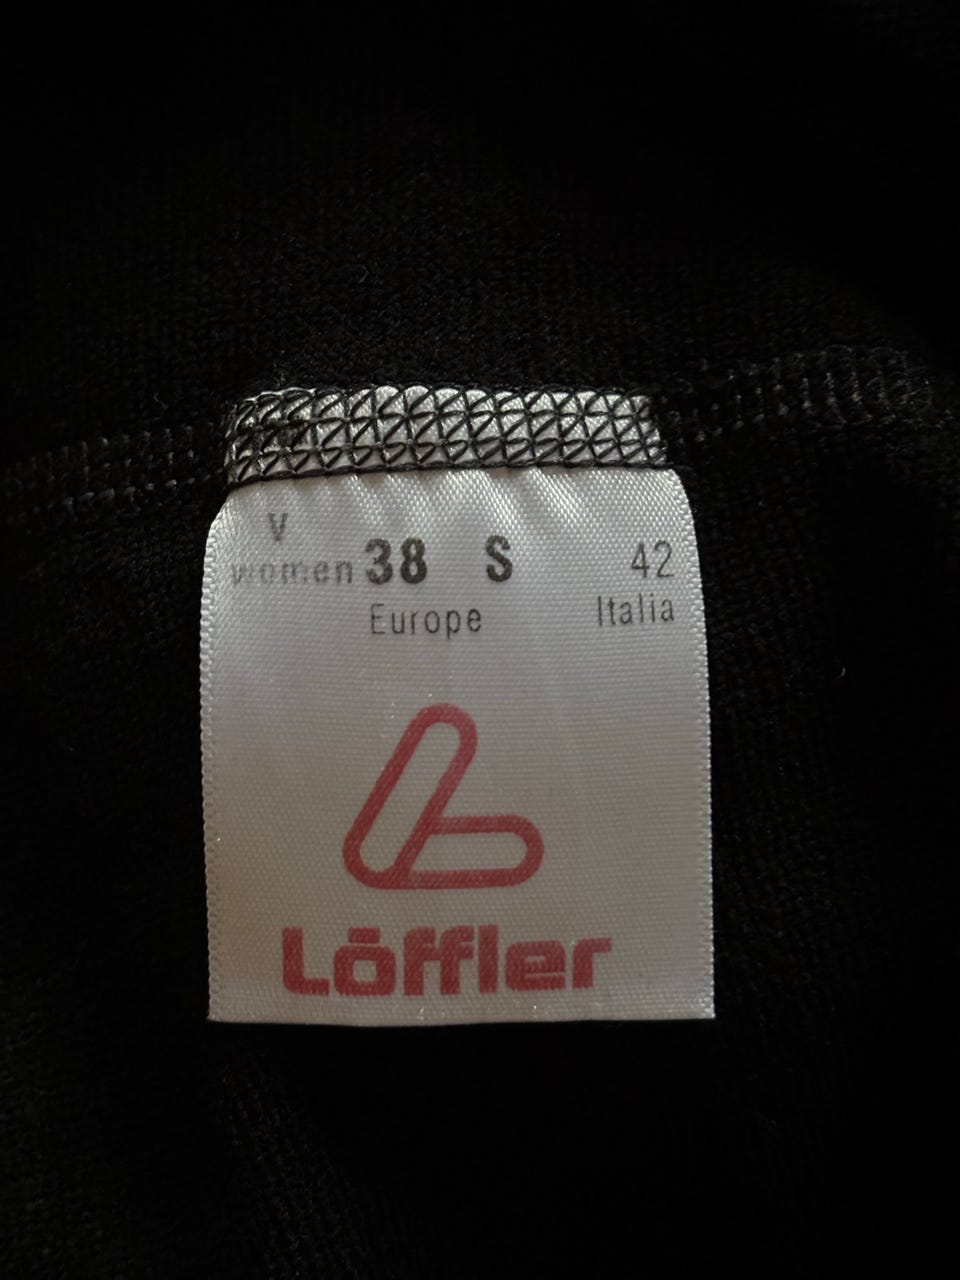 V
women 38 S 42
Europe Italia
Löffler